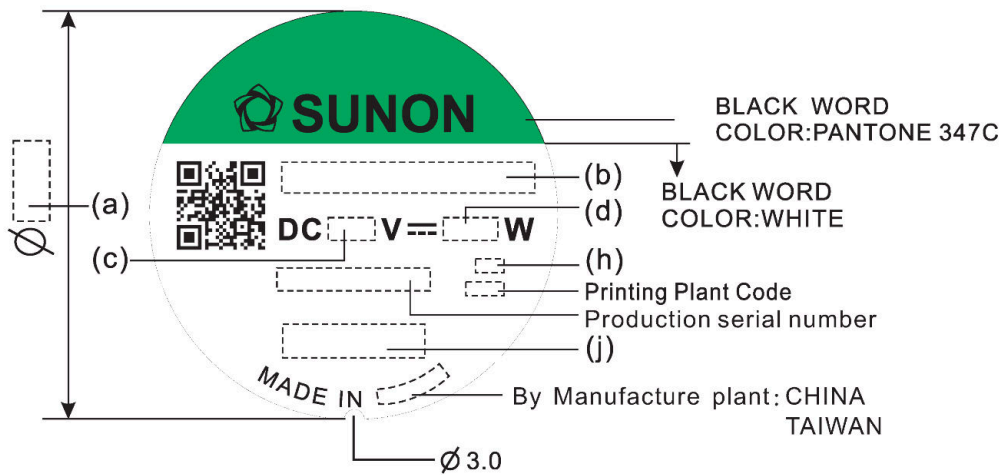 SUNON
BLACK WORD
COLOR:PANTONE 347C
(a)
(b)
BLACK WORD
COLOR:WHITE
DC V W
(d)
(c)
(h)
Printing Plant Code
Production serial number
(j)
MADE IN
By Manufacture plant: CHINA
TAIWAN
Ø
Ø 3.0